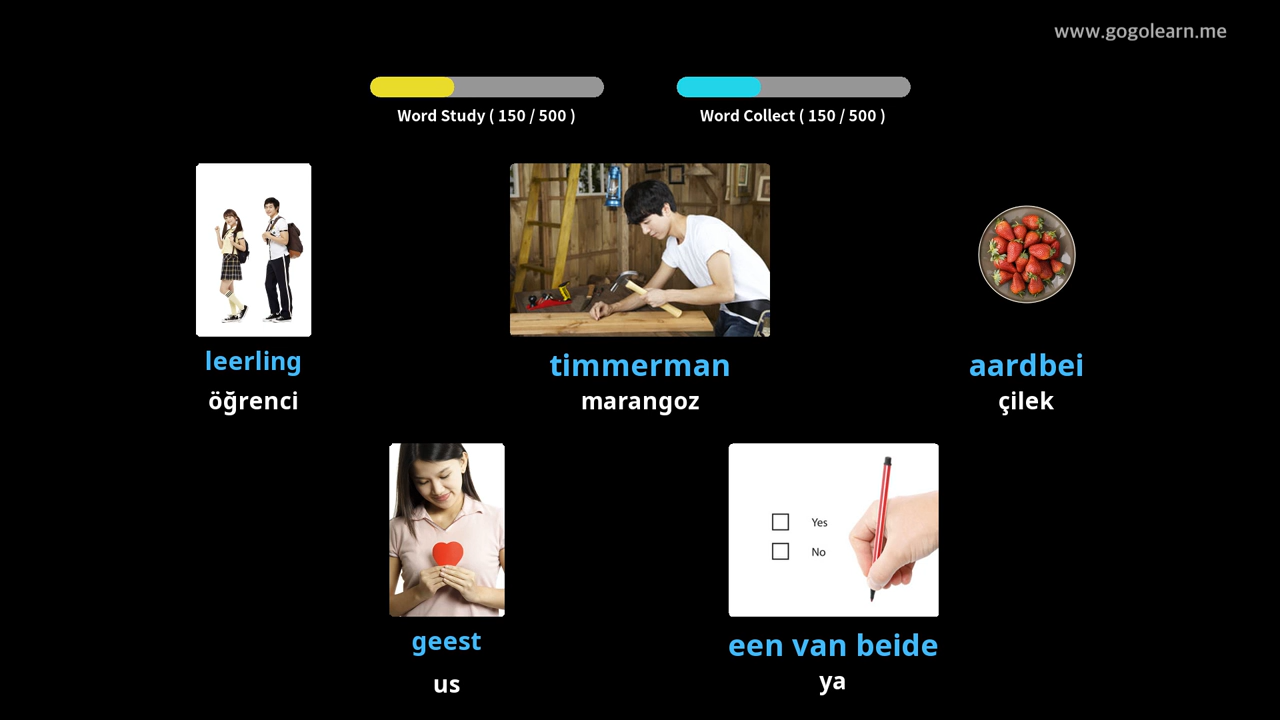 www.gogolearn.me
Word Study ( 150 / 500 )
Word Collect ( 150 / 500 )
leerling
öğrenci
timmerman
marangoz
aardbei
çilek
Yes
No
geest
us
een van beide
ya